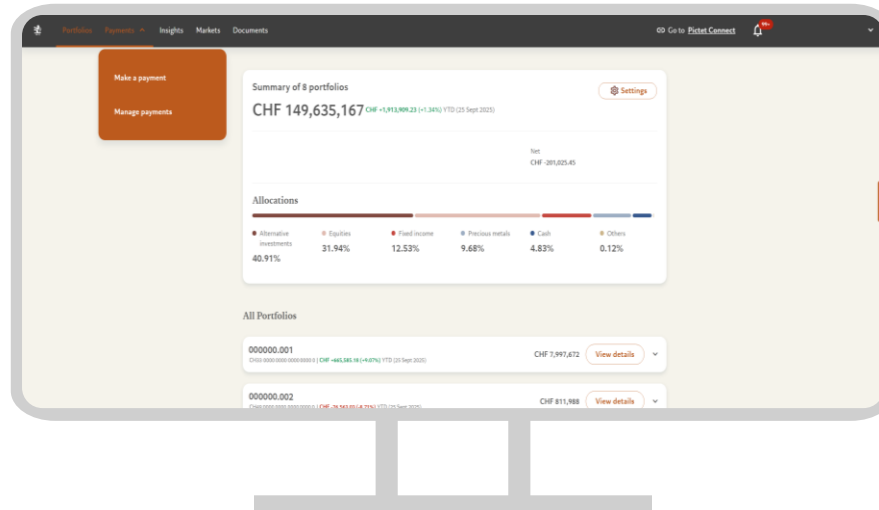 Portfolios Payments Insights Markets Documents Go to Pictet Connect 99+
Make a payment
Manage payments
Summary of 8 portfolios
Settings
CHF 149,635,167 CHF +1,913,909.23 (+1.34%) YTD (25 Sept 2025)
Net
CHF -201,025.45
Allocations
Alternative investments
40.91%
Equities
31.94%
Fixed income
12.53%
Precious metals
9.68%
Cash
4.83%
Others
0.12%
All Portfolios
000000.001
CHF +665,585.18 (+9.07%) YTD (25 Sept 2025)
CHF 7,997,672 View details
000000.002
CHF 811,988 View details